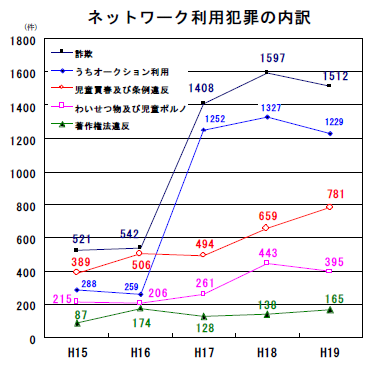 ネットワーク利用犯罪の内訳
(件)
1800
1600
1400
1200
1000
800
600
400
200
0
詐欺
うちオークション利用
児童買春及び条例違反
わいせつ物及び児童ポルノ
著作権法違反
521 542 1408 1597 1512
288 259 1252 1327 1229
389 506 494 659 781
215 206 261 443 395
87 174 128 138 165
H15 H16 H17 H18 H19